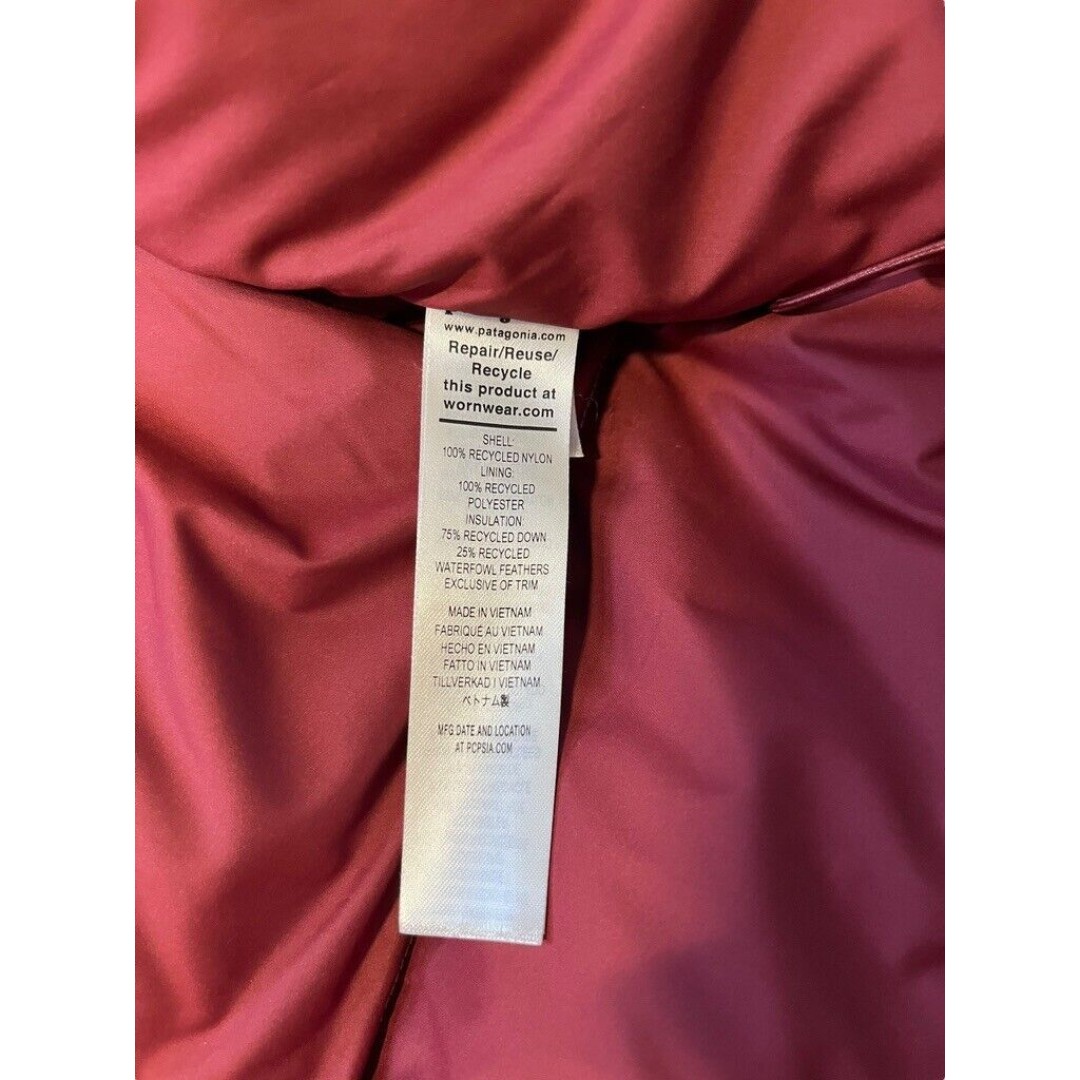 www.patagonia.com
Repair/Reuse/
Recycle
this product at
wornwear.com
SHELL:
100% RECYCLED NYLON
LINING:
100% RECYCLED
POLYESTER
INSULATION:
75% RECYCLED DOWN
25% RECYCLED
WATERFOWL FEATHERS
EXCLUSIVE OF TRIM
MADE IN VIETNAM
FABRIQUÉ AU VIETNAM
HECHO EN VIETNAM
FATTO IN VIETNAM
TILLVERKAD I VIETNAM
ベトナム製
MFG DATE AND LOCATION
AT PCPSIA.COM